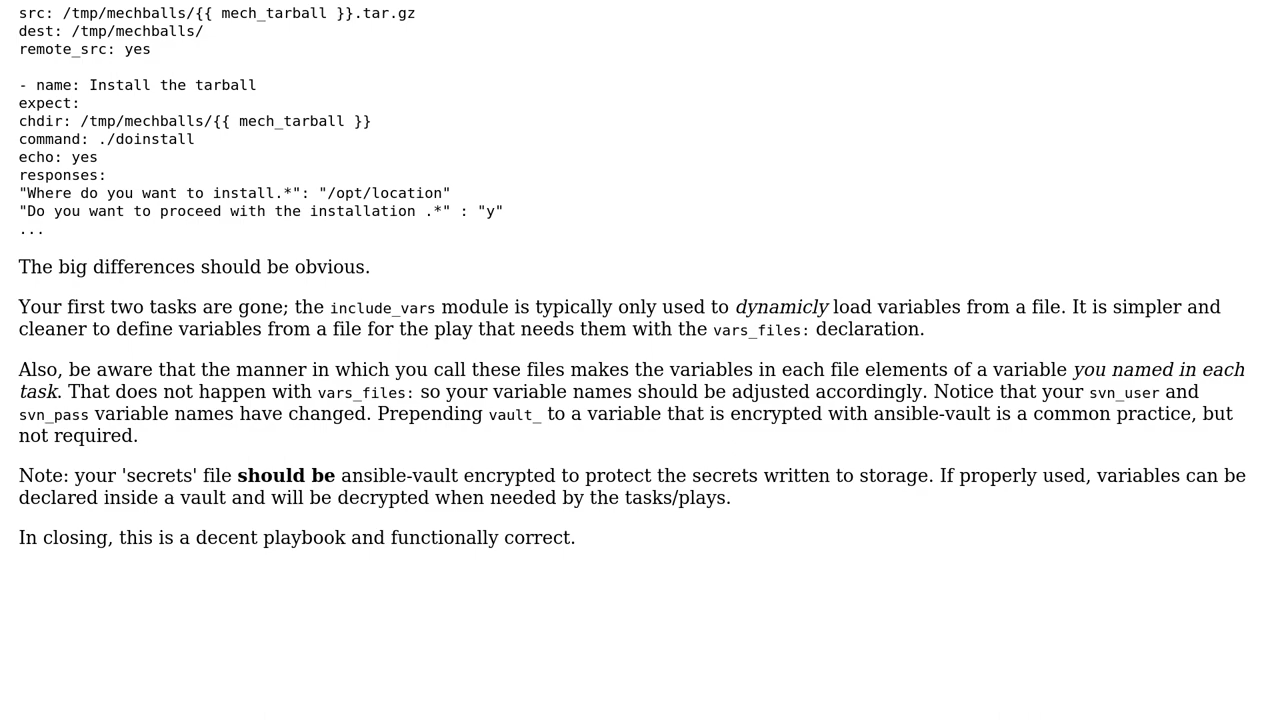 src: /tmp/mechballs/{{ mech_tarball }}.tar.gz
dest: /tmp/mechballs/
remote_src: yes
- name: Install the tarball
expect:
chdir: /tmp/mechballs/{{ mech_tarball }}
command: ./doinstall
echo: yes
responses:
"Where do you want to install.*": "/opt/location"
"Do you want to proceed with the installation .*" : "y"
...
The big differences should be obvious.
Your first two tasks are gone; the include_vars module is typically only used to dynamicly load variables from a file. It is simpler and
cleaner to define variables from a file for the play that needs them with the vars_files: declaration.
Also, be aware that the manner in which you call these files makes the variables in each file elements of a variable you named in each
task. That does not happen with vars_files: so your variable names should be adjusted accordingly. Notice that your svn_user and
svn_pass variable names have changed. Prepending vault_ to a variable that is encrypted with ansible-vault is a common practice, but
not required.
Note: your 'secrets' file should be ansible-vault encrypted to protect the secrets written to storage. If properly used, variables can be
declared inside a vault and will be decrypted when needed by the tasks/plays.
In closing, this is a decent playbook and functionally correct.